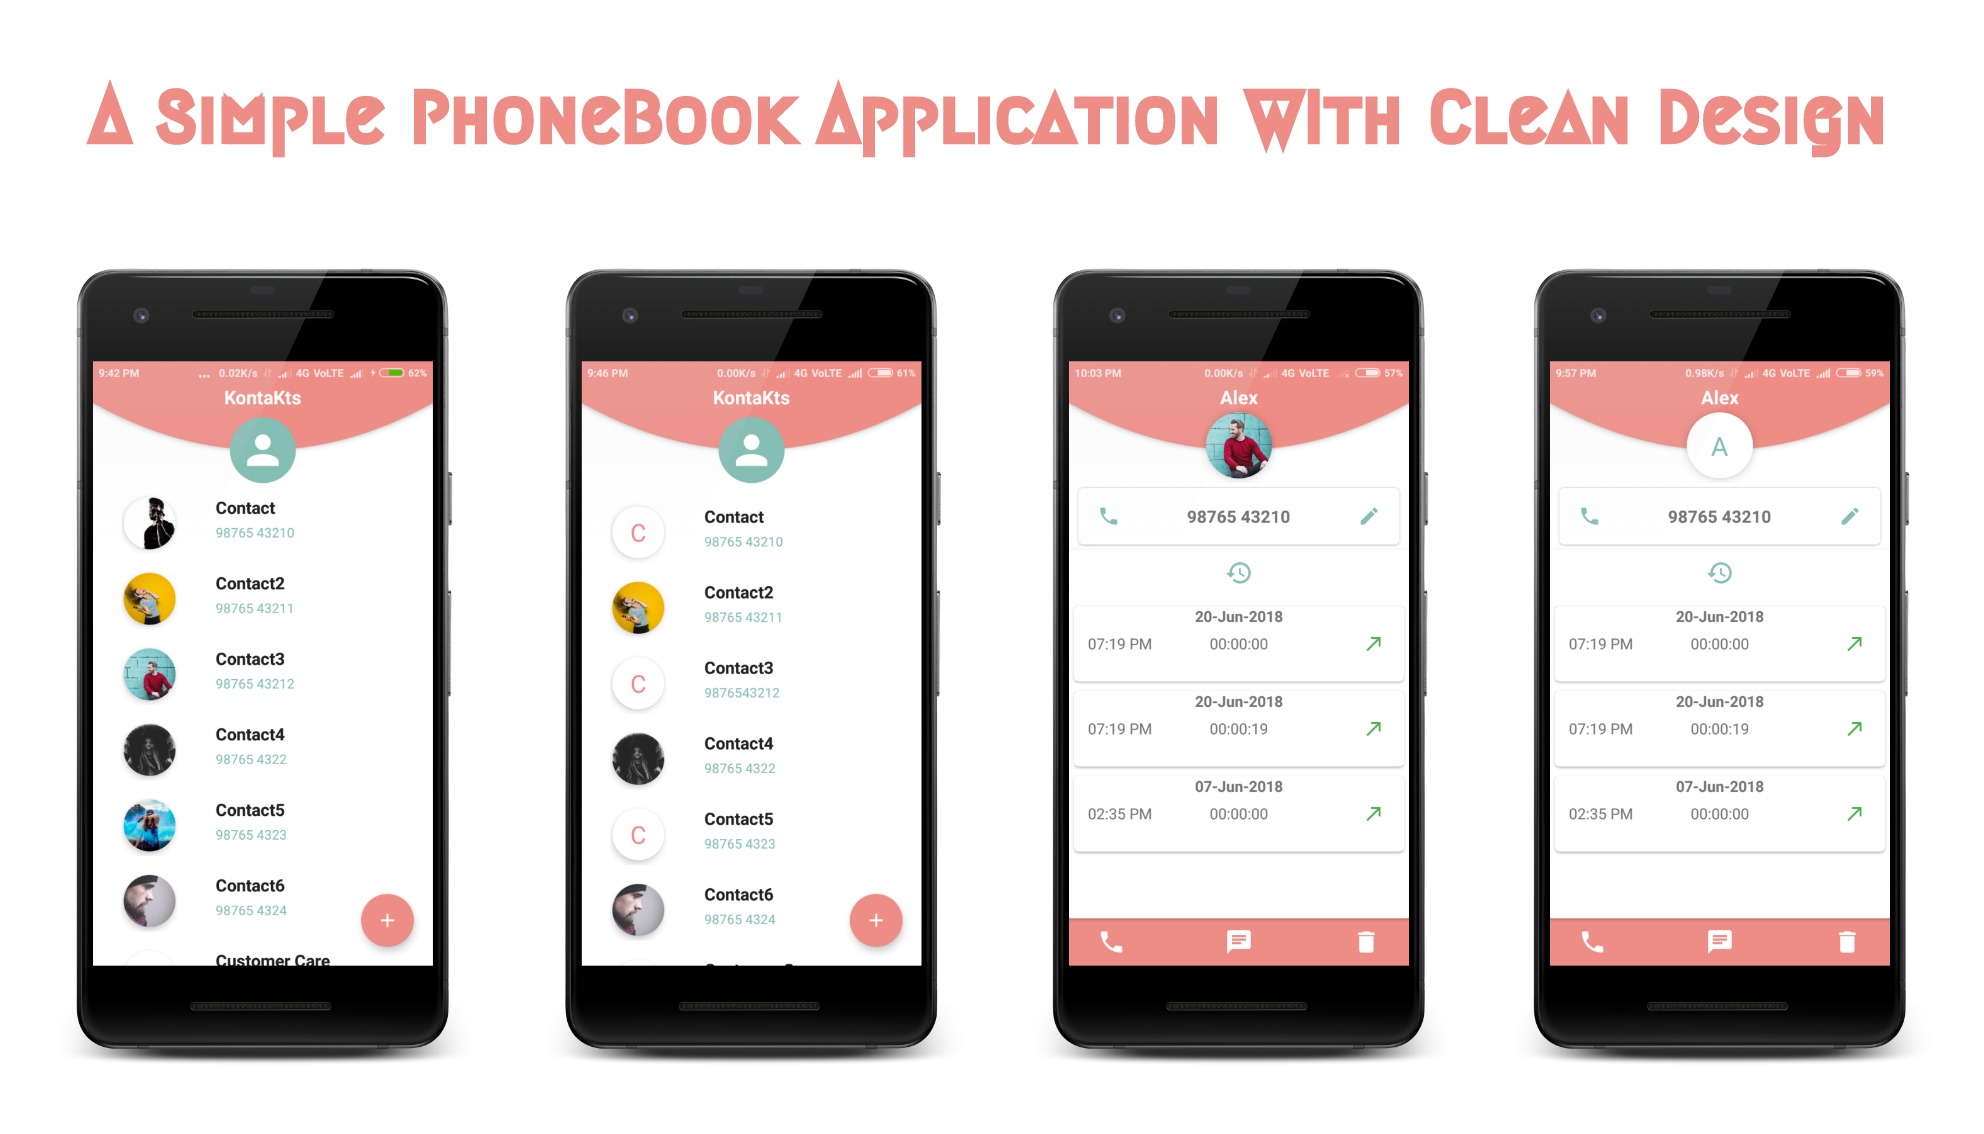 A Simple PhoneBook Application With Clean Design
9:42 PM ... 0.02K/s 4G VoLTE 62%
KontaKts
Contact
98765 43210
Contact2
98765 43211
Contact3
98765 43212
Contact4
98765 4322
Contact5
98765 4323
Contact6
98765 4324
+
Customer Care
9:46 PM 0.00K/s 4G VoLTE 61%
KontaKts
C
Contact
98765 43210
Contact2
98765 43211
C
Contact3
9876543212
Contact4
98765 4322
C
Contact5
98765 4323
Contact6
98765 4324
+
10:03 PM 0.00K/s 4G VoLTE 57%
Alex
98765 43210
20-Jun-2018
07:19 PM 00:00:00
20-Jun-2018
07:19 PM 00:00:19
07-Jun-2018
02:35 PM 00:00:00
9:57 PM 0.98K/s 4G VoLTE 59%
Alex
A
98765 43210
20-Jun-2018
07:19 PM 00:00:00
20-Jun-2018
07:19 PM 00:00:19
07-Jun-2018
02:35 PM 00:00:00